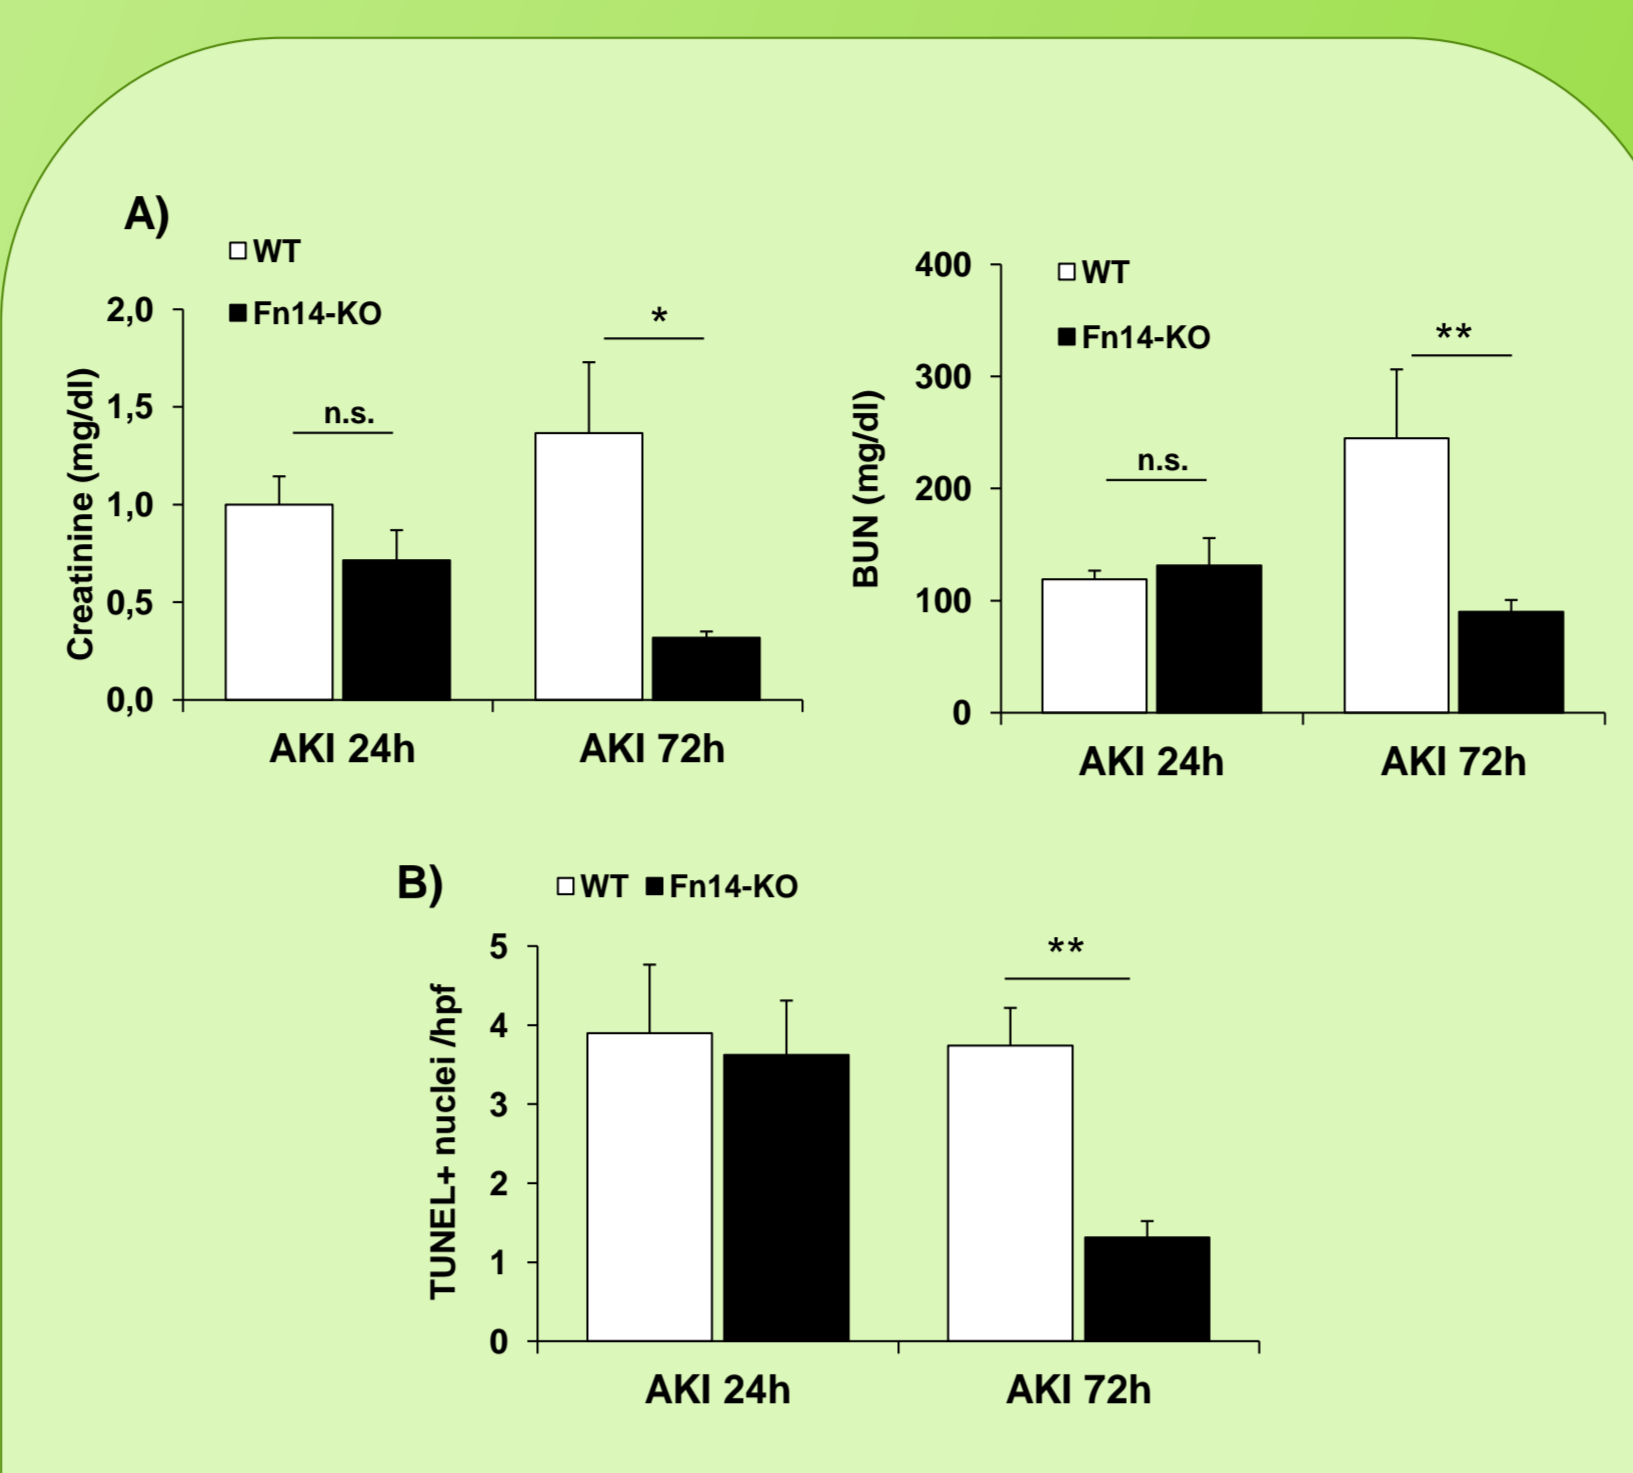 A)
WT
Fn14-KO
2,0
1,5
1,0
0,5
0,0
Creatinine (mg/dl)
n.s.
*
AKI 24h
AKI 72h
WT
Fn14-KO
400
300
200
100
0
BUN (mg/dl)
n.s.
**
AKI 24h
AKI 72h
B)
WT Fn14-KO
5
4
3
2
1
0
TUNEL+ nuclei /hpf
**
AKI 24h
AKI 72h